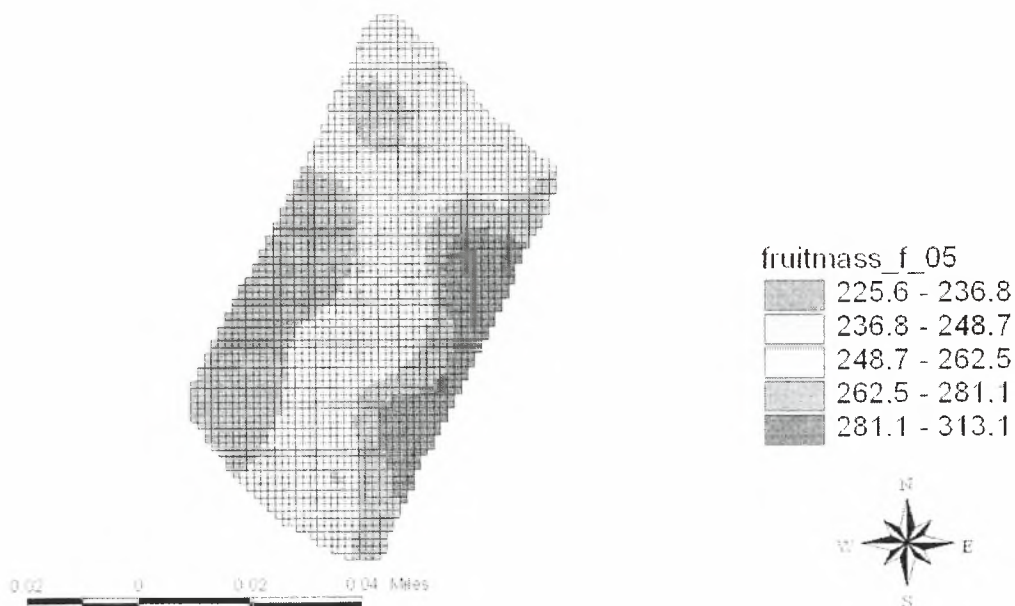 fruitmass_f_05
225.6 - 236.8
236.8 - 248.7
248.7 - 262.5
262.5 - 281.1
281.1 - 313.1
N
W E
S
0.02 0 0.02 0.04 Miles